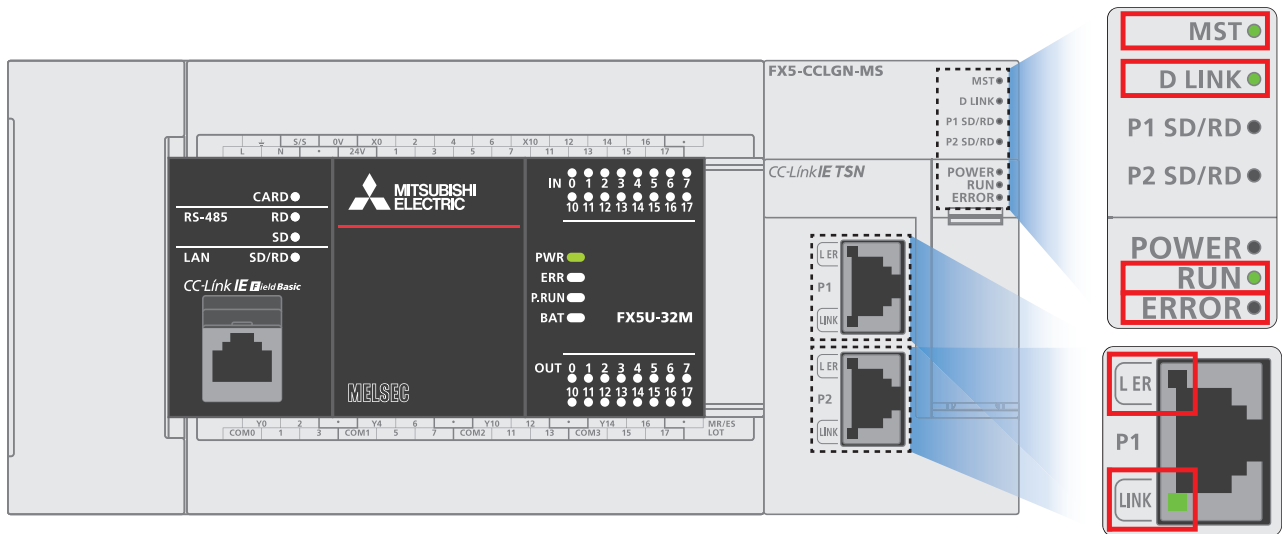 FX5-CCLGN-MS
MST
D LINK
P1 SD/RD
P2 SD/RD
CC-Link IE TSN
POWER
RUN
ERROR
L ER
P1
LINK
L ER
P2
LINK
S/S 0V X0 2 4 6 X10 12 14 16 •
L N • 24V 1 3 5 7 11 13 15 17
CARD
RS-485 RD
SD
LAN SD/RD
CC-Link IE Field Basic
MITSUBISHI
ELECTRIC
MELSEC
IN 0 1 2 3 4 5 6 7
10 11 12 13 14 15 16 17
PWR
ERR
P.RUN
BAT
FX5U-32M
OUT 0 1 2 3 4 5 6 7
10 11 12 13 14 15 16 17
Y0 2 • Y4 6 • Y10 12 • Y14 16 • MR/ES
COM0 1 3 COM1 5 7 COM2 11 13 COM3 15 17 LOT
MST
D LINK
P1 SD/RD
P2 SD/RD
POWER
RUN
ERROR
L ER
P1
LINK